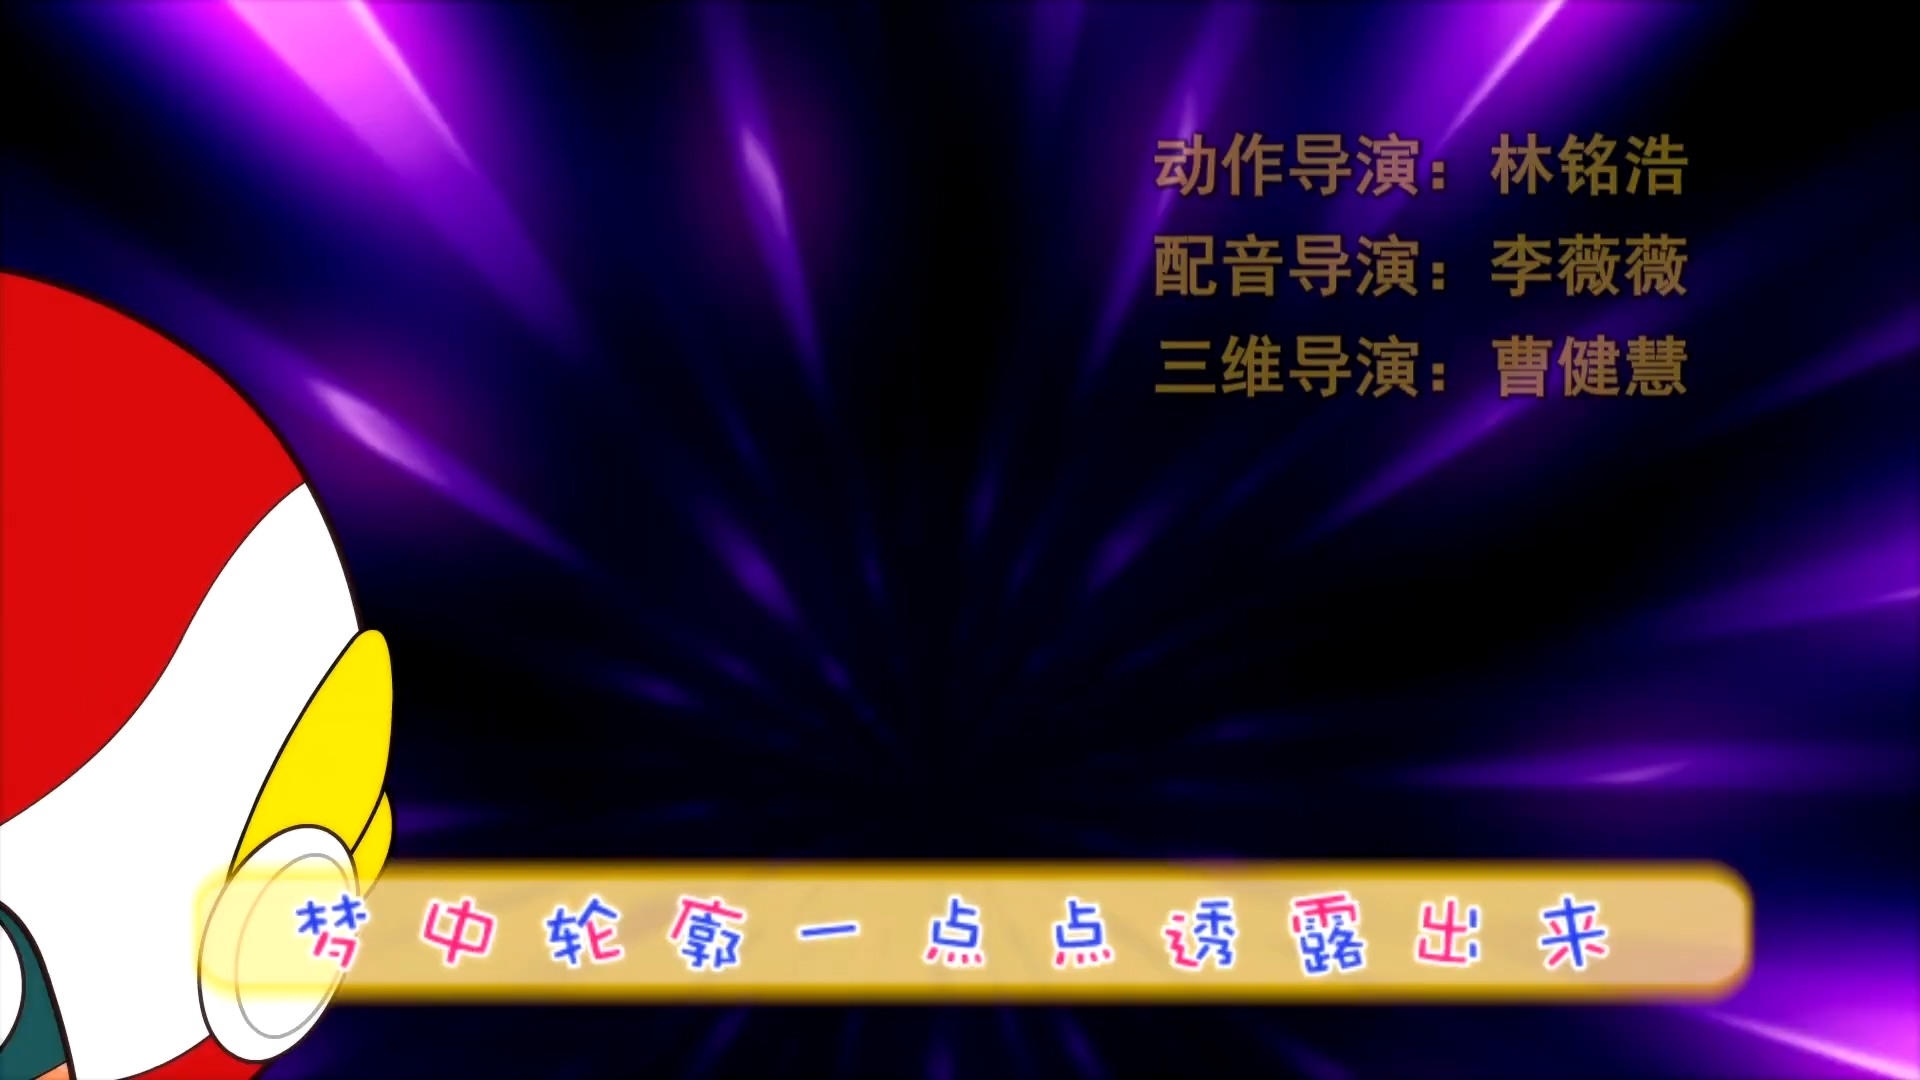 动作导演：林铭浩
配音导演：李薇薇
三维导演：曹健慧
梦中轮廓一点点透露出来